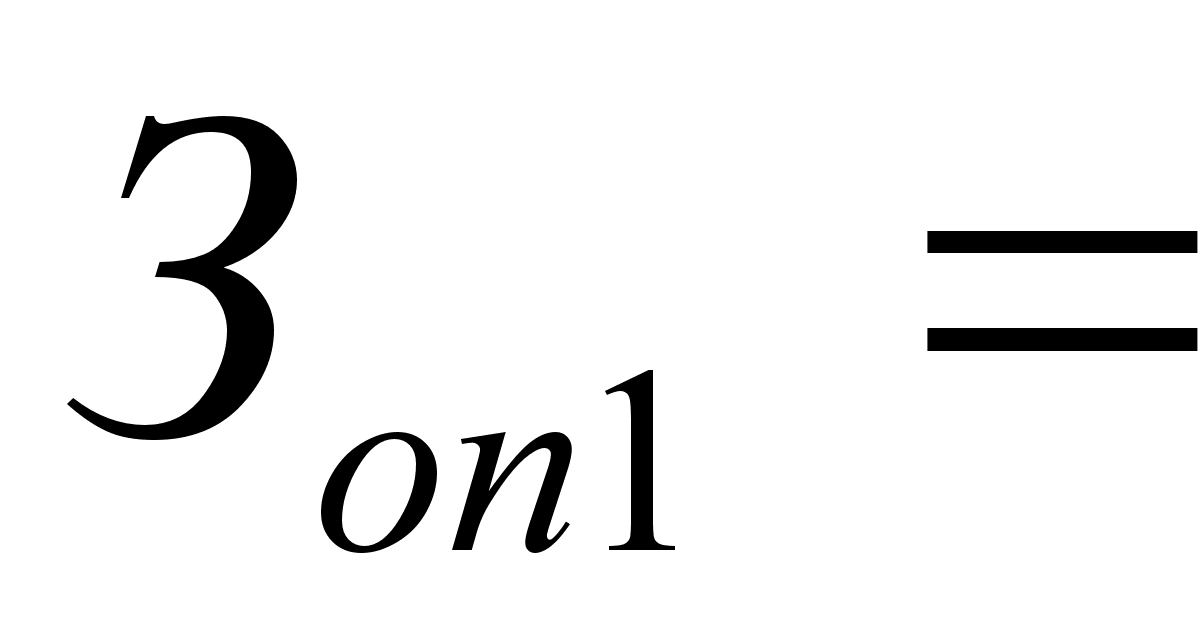 З_{оп1} =